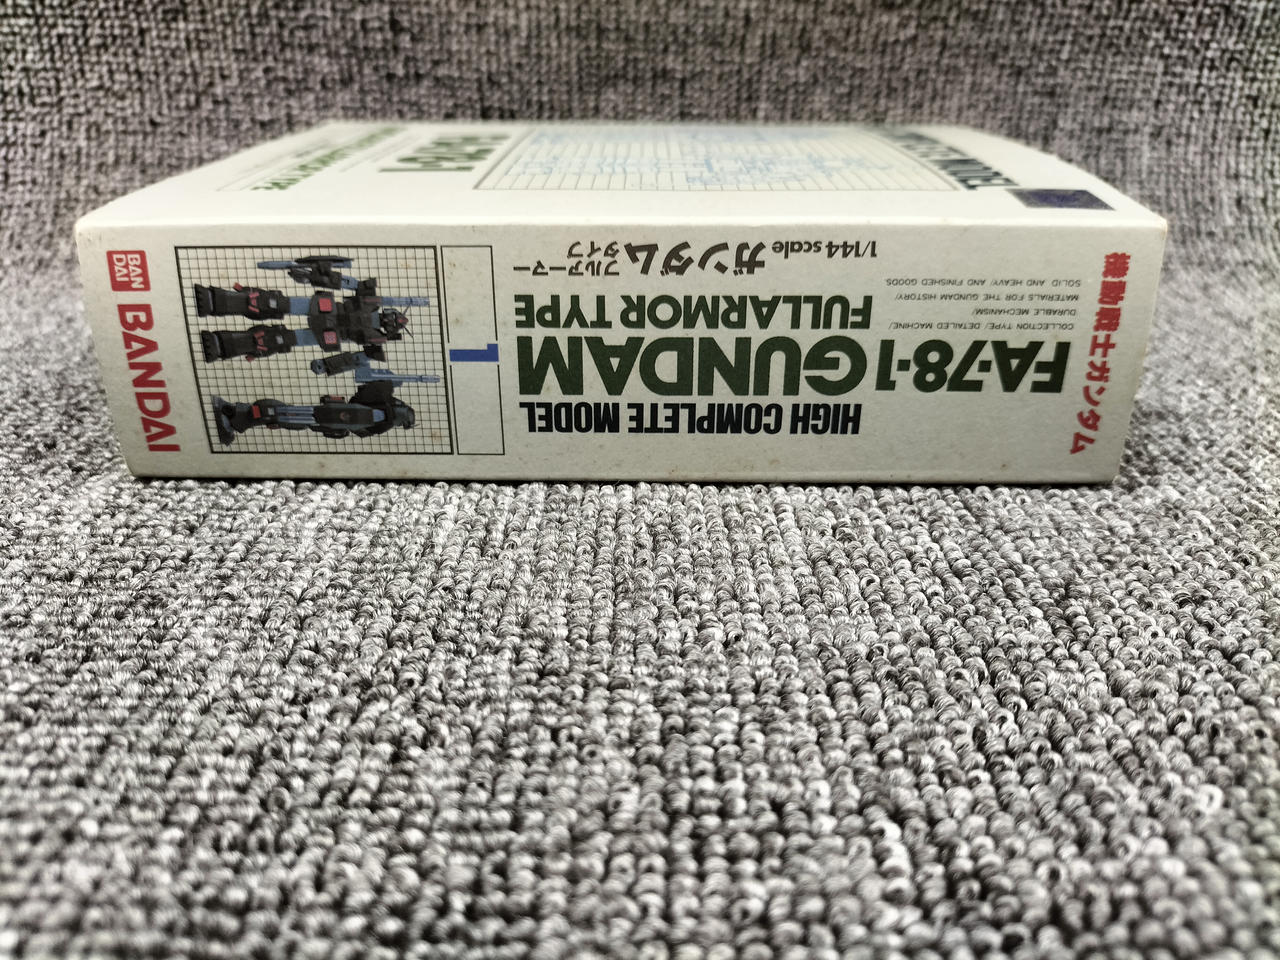 機動戦士ガンダム
HIGH COMPLETE MODEL
FA-78-1 GUNDAM
FULLARMOR TYPE
COLLECTION TYPE/ DETAILED MACHINE/
DURABLE MECHANISM/
MATERIALS FOR THE GUNDAM HISTORY/
SOLID AND HEAVY/ AND FINISHED GOODS.
1/144 scale ガンダム フルアーマー
タイプ
1
BAN
DAI
BANDAI